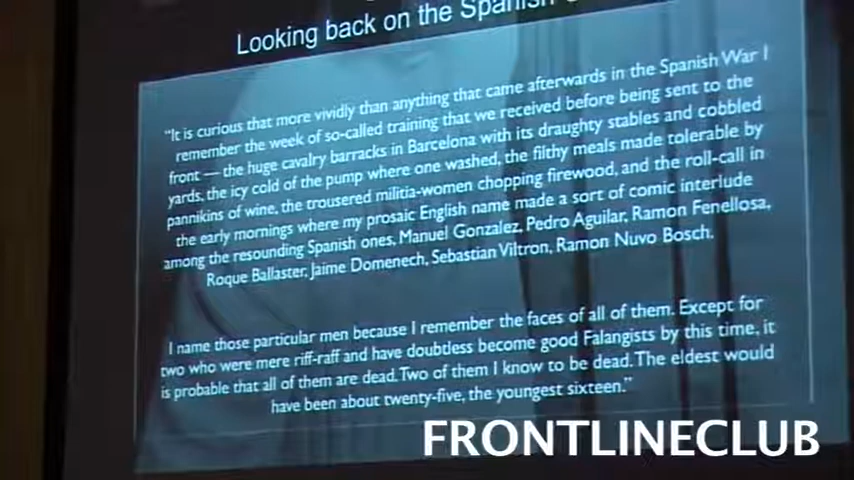 Looking back on the Spanish
"It is curious that more vividly than anything that came afterwards in the Spanish War I
remember the week of so-called training that we received before being sent to the
front — the huge cavalry barracks in Barcelona with its draughty stables and cobbled
yards, the icy cold of the pump where one washed, the filthy meals made tolerable by
pannikins of wine, the trousered militia-women chopping firewood, and the roll-call in
the early mornings where my prosaic English name made a sort of comic interlude
among the resounding Spanish ones, Manuel Gonzalez, Pedro Aguilar, Ramon Fenellosa,
Roque Ballaster, Jaime Domenech, Sebastian Viltron, Ramon Nuvo Bosch.
I name those particular men because I remember the faces of all of them. Except for
two who were mere riff-raff and have doubtless become good Falangists by this time, it
is probable that all of them are dead. Two of them I know to be dead. The eldest would
have been about twenty-five, the youngest sixteen."
FRONTLINECLUB